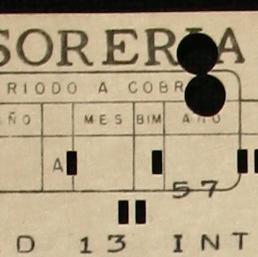 SORERIA
RIODO A COBR
ÑO MES BIM AÑO
A
57
D 13 INT